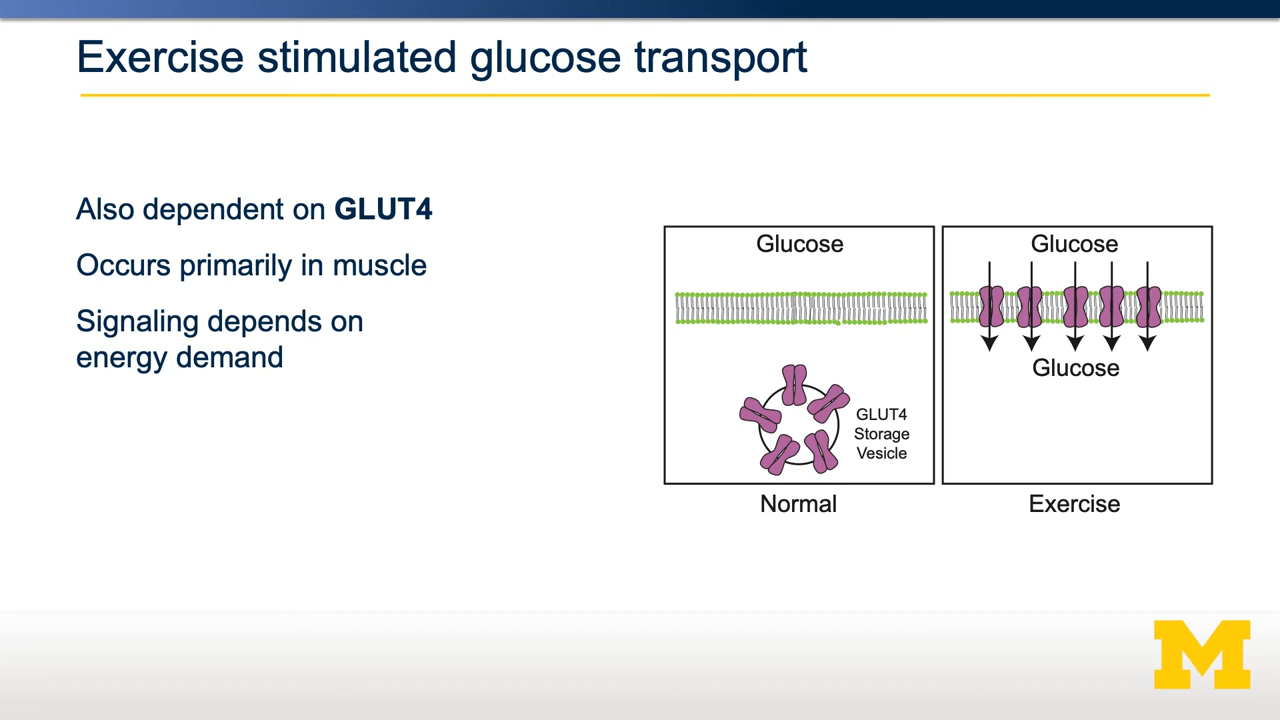 Exercise stimulated glucose transport
Also dependent on GLUT4
Occurs primarily in muscle
Signaling depends on
energy demand
Glucose
GLUT4
Storage
Vesicle
Normal
Glucose
Glucose
Exercise
M